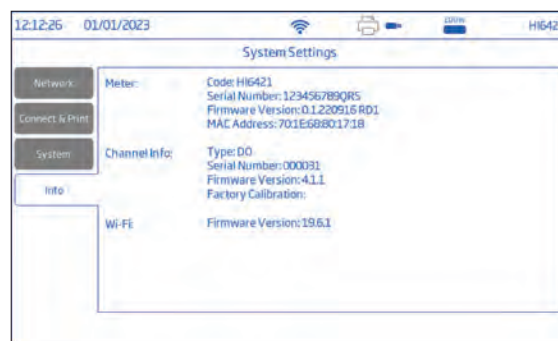 12:12:26 01/01/2023 HI642
System Settings
Network
Connect & Print
System
Info
Meter: Code: HI6421
Serial Number: 123456789QRS
Firmware Version: 0.1.220916 RD1
MAC Address: 70:1E:68:80:17:18
Channel Info: Type: DO
Serial Number: 000031
Firmware Version: 4.1.1
Factory Calibration:
Wi-Fi: Firmware Version: 19.6.1